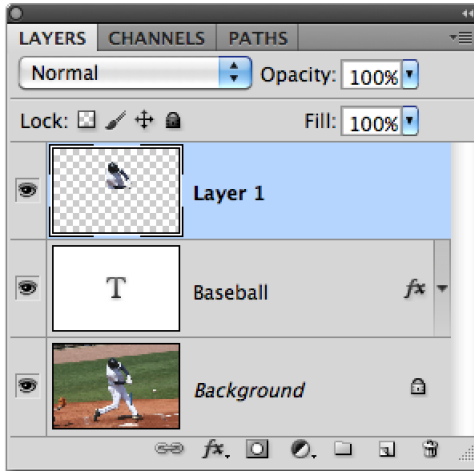 LAYERS CHANNELS PATHS
Normal Opacity: 100%
Lock: Fill: 100%
Layer 1
T Baseball fx
Background
fx